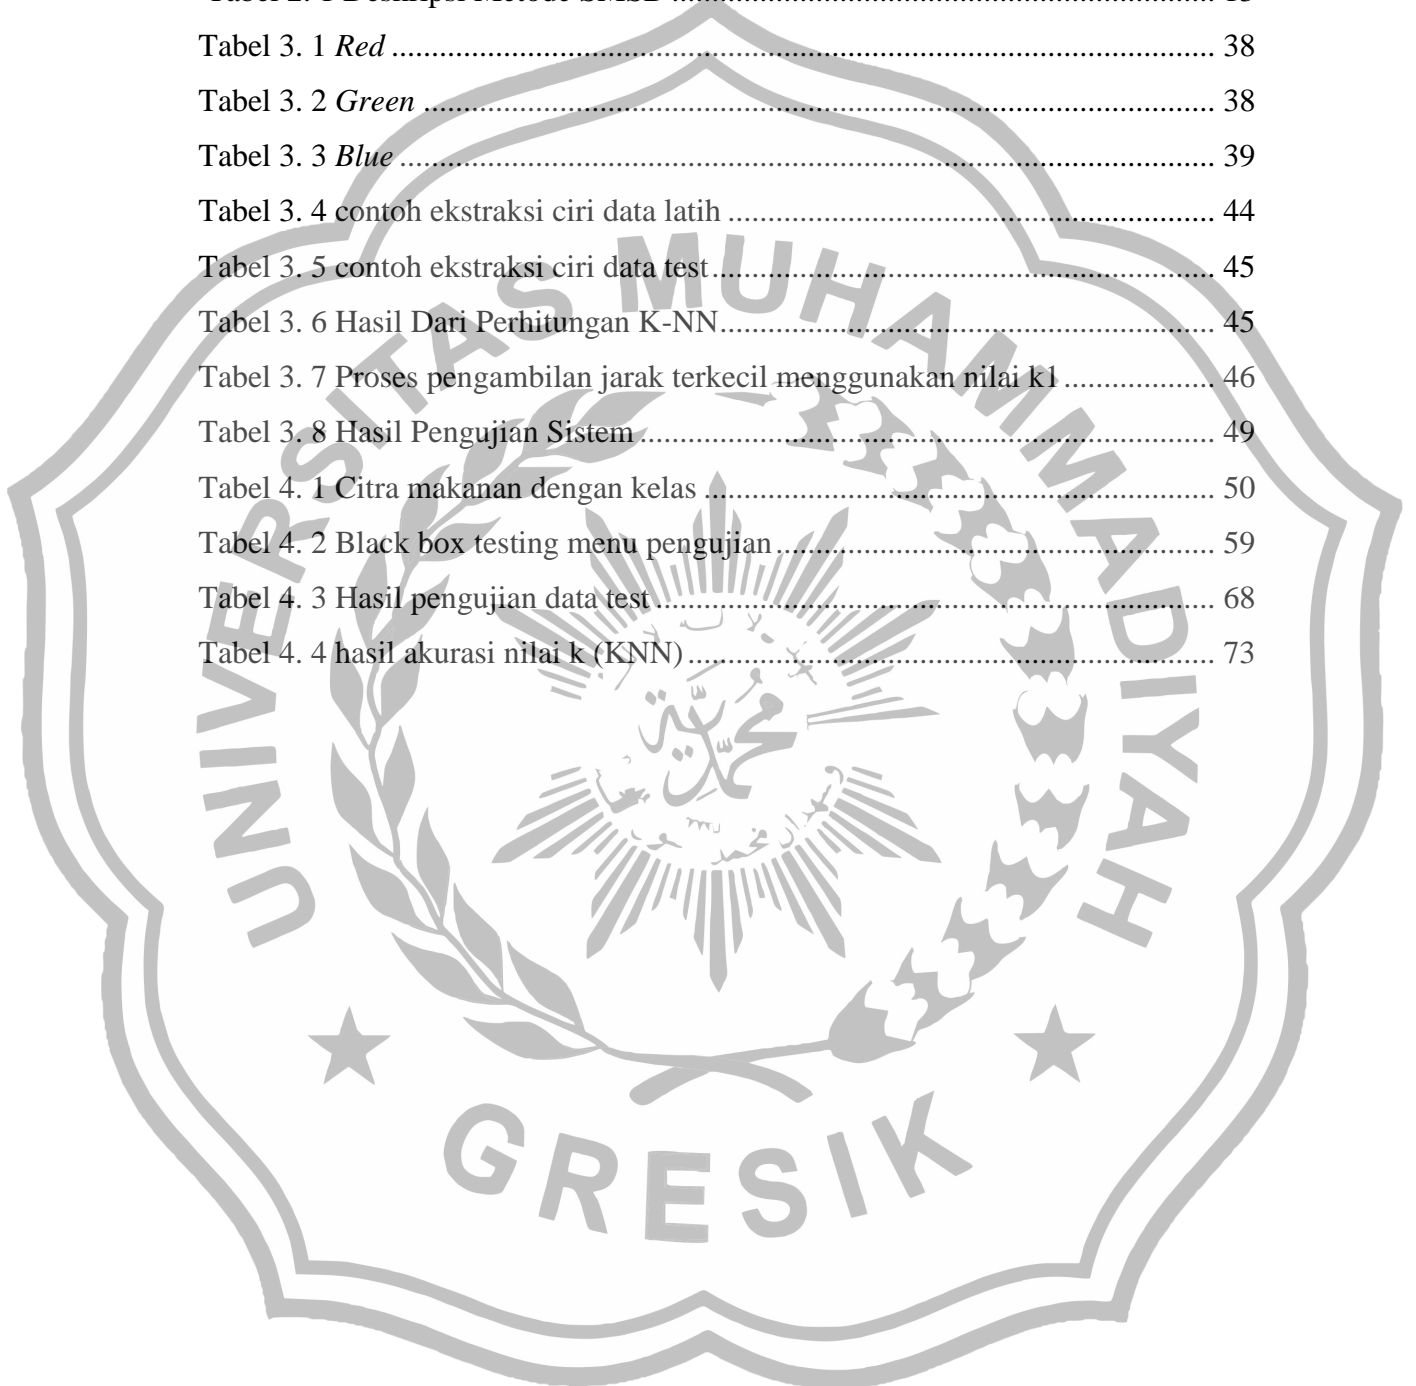 Tabel 3. 1 Red ........................................................................................................ 38
Tabel 3. 2 Green .................................................................................................... 38
Tabel 3. 3 Blue ....................................................................................................... 39
Tabel 3. 4 contoh ekstraksi ciri data latih .............................................................. 44
Tabel 3. 5 contoh ekstraksi ciri data test ................................................................ 45
Tabel 3. 6 Hasil Dari Perhitungan K-NN............................................................... 45
Tabel 3. 7 Proses pengambilan jarak terkecil menggunakan nilai k1 ................... 46
Tabel 3. 8 Hasil Pengujian Sistem ......................................................................... 49
Tabel 4. 1 Citra makanan dengan kelas ................................................................. 50
Tabel 4. 2 Black box testing menu pengujian ........................................................ 59
Tabel 4. 3 Hasil pengujian data test ....................................................................... 68
Tabel 4. 4 hasil akurasi nilai k (KNN) ................................................................... 73
UNIVERSITAS MUHAMMADIYAH
GRESIK